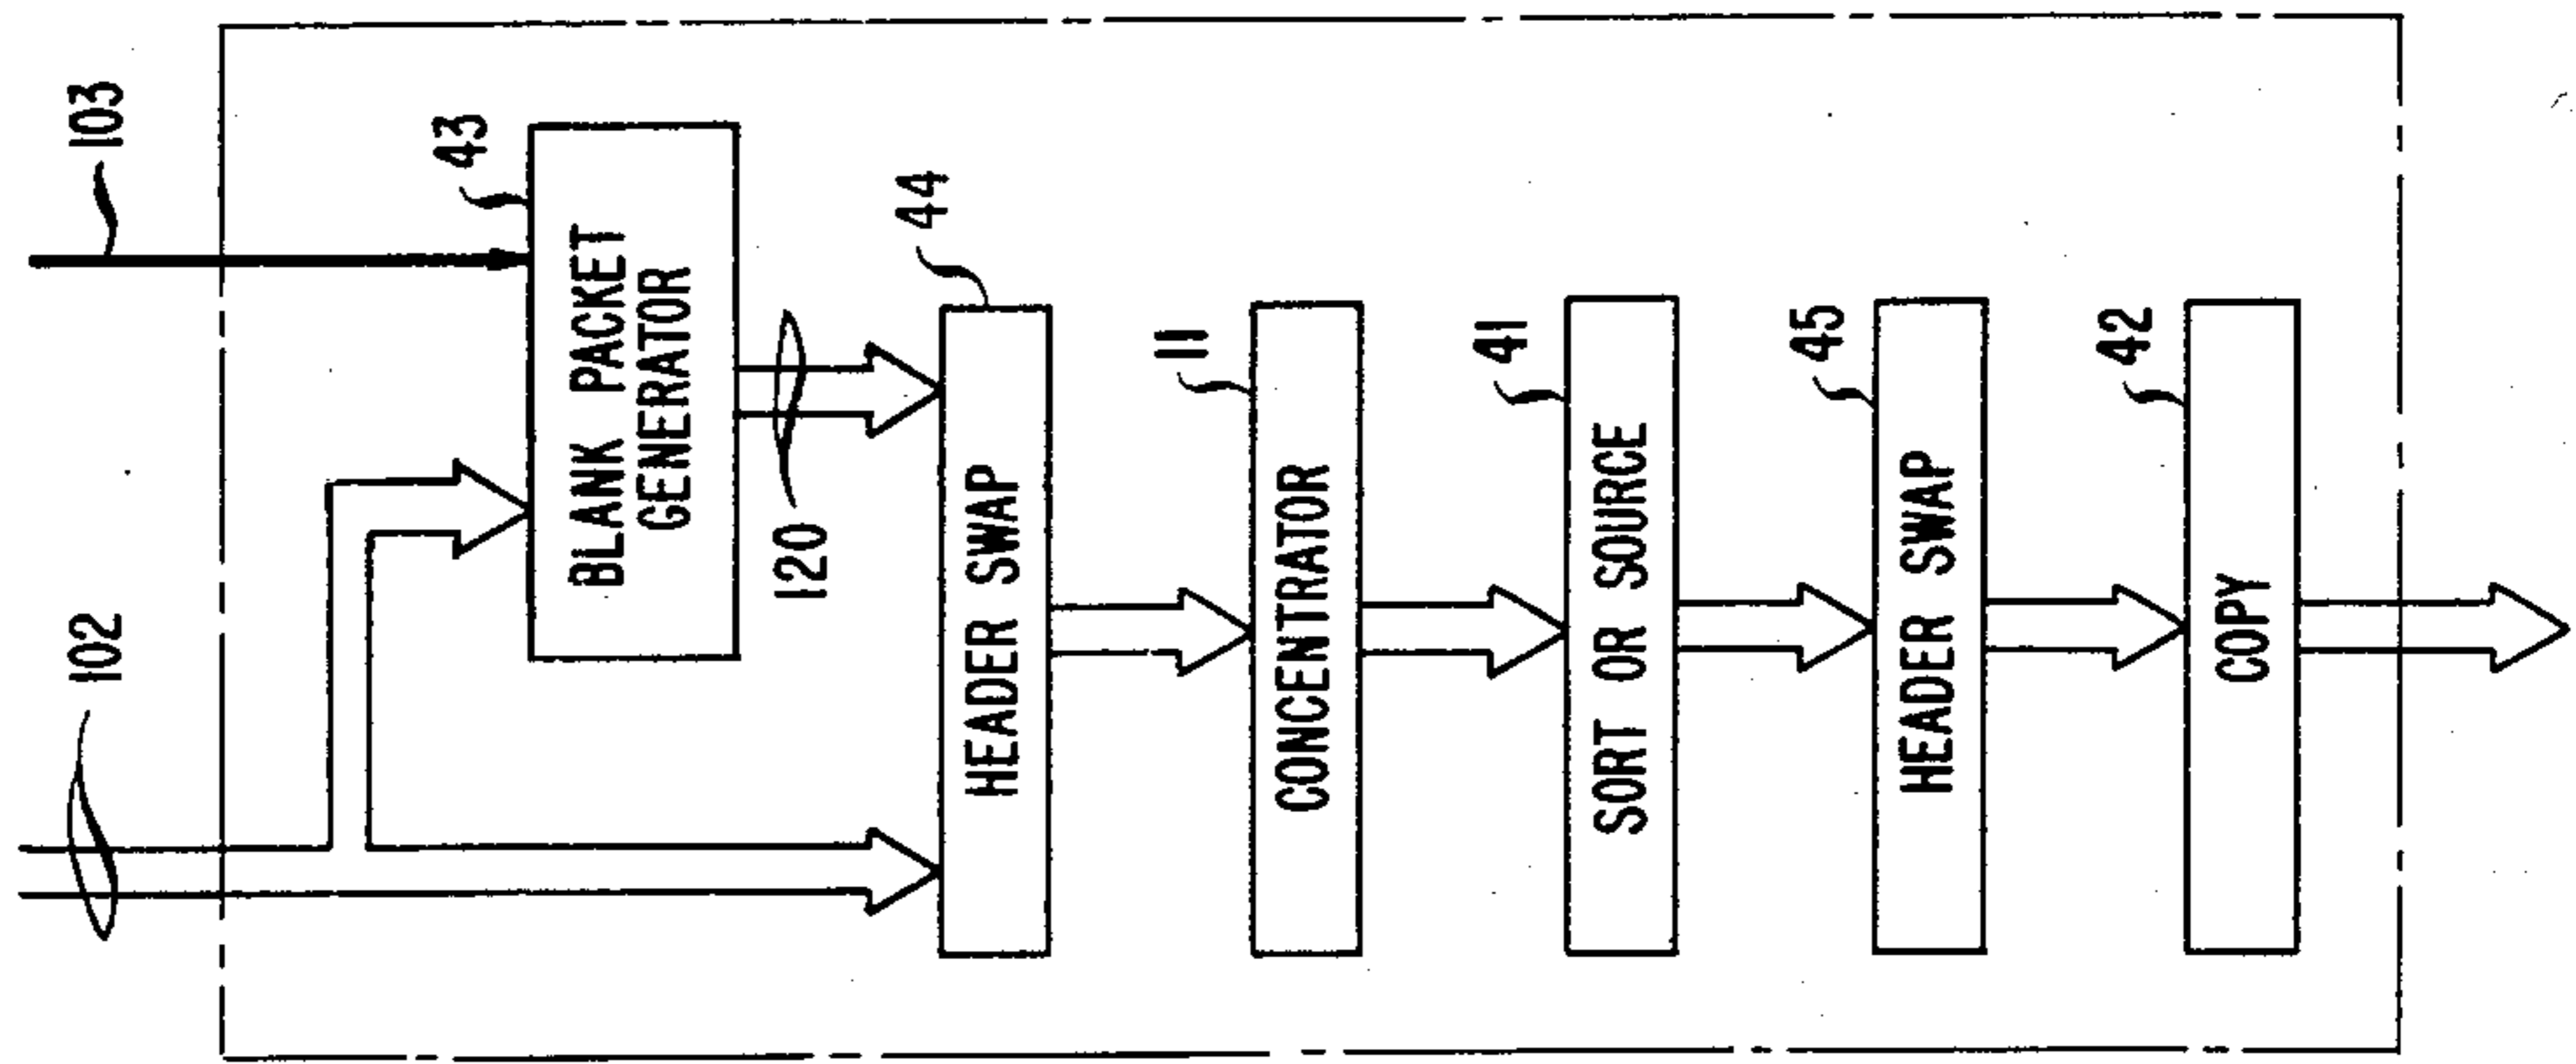 102
103
43
BLANK PACKET
GENERATOR
120
44
HEADER SWAP
11
CONCENTRATOR
41
SORT OR SOURCE
45
HEADER SWAP
42
COPY